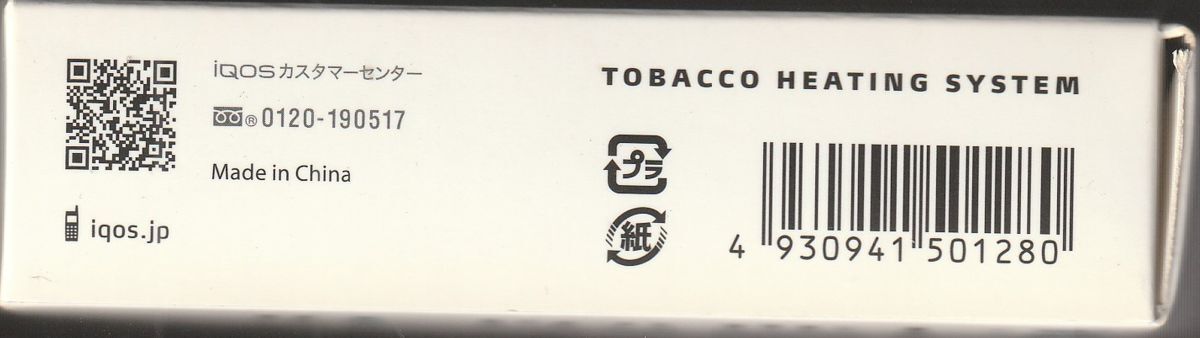 iQOSカスタマーセンター
®0120-190517
Made in China
iqos.jp
TOBACCO HEATING SYSTEM
プラ
紙
4 930941 501280